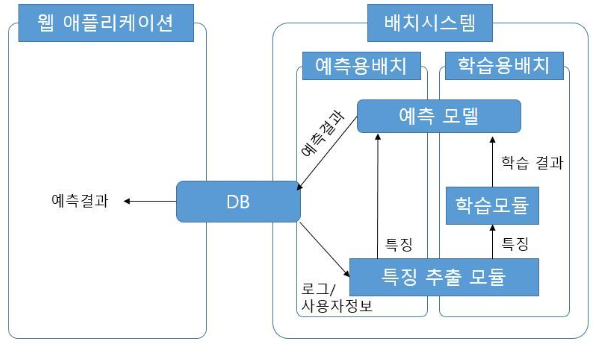 웹 애플리케이션
배치시스템
예측용배치
학습용배치
예측 모델
예측결과
학습 결과
예측결과
DB
학습모듈
특징
특징
특징 추출 모듈
로그/
사용자정보